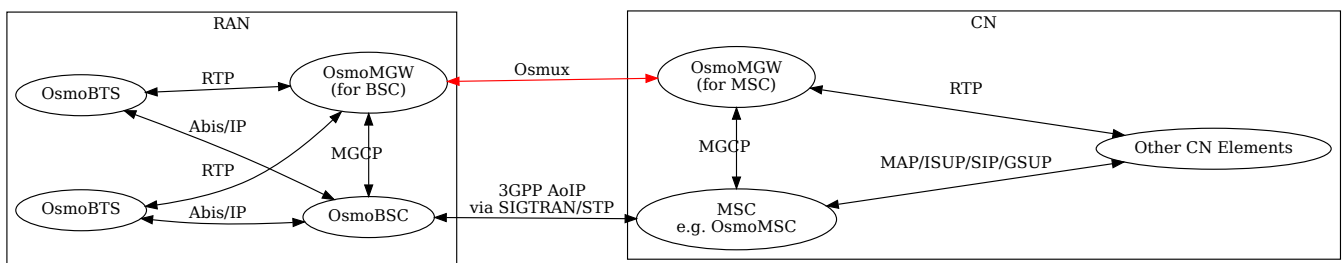 RAN
CN
OsmoBTS
RTP
OsmoMGW
(for BSC)
Osmux
OsmoMGW
(for MSC)
RTP
Abis/IP
MGCP
MGCP
Other CN Elements
MAP/ISUP/SIP/GSUP
RTP
OsmoBTS
Abis/IP
OsmoBSC
3GPP AoIP
via SIGTRAN/STP
MSC
e.g. OsmoMSC